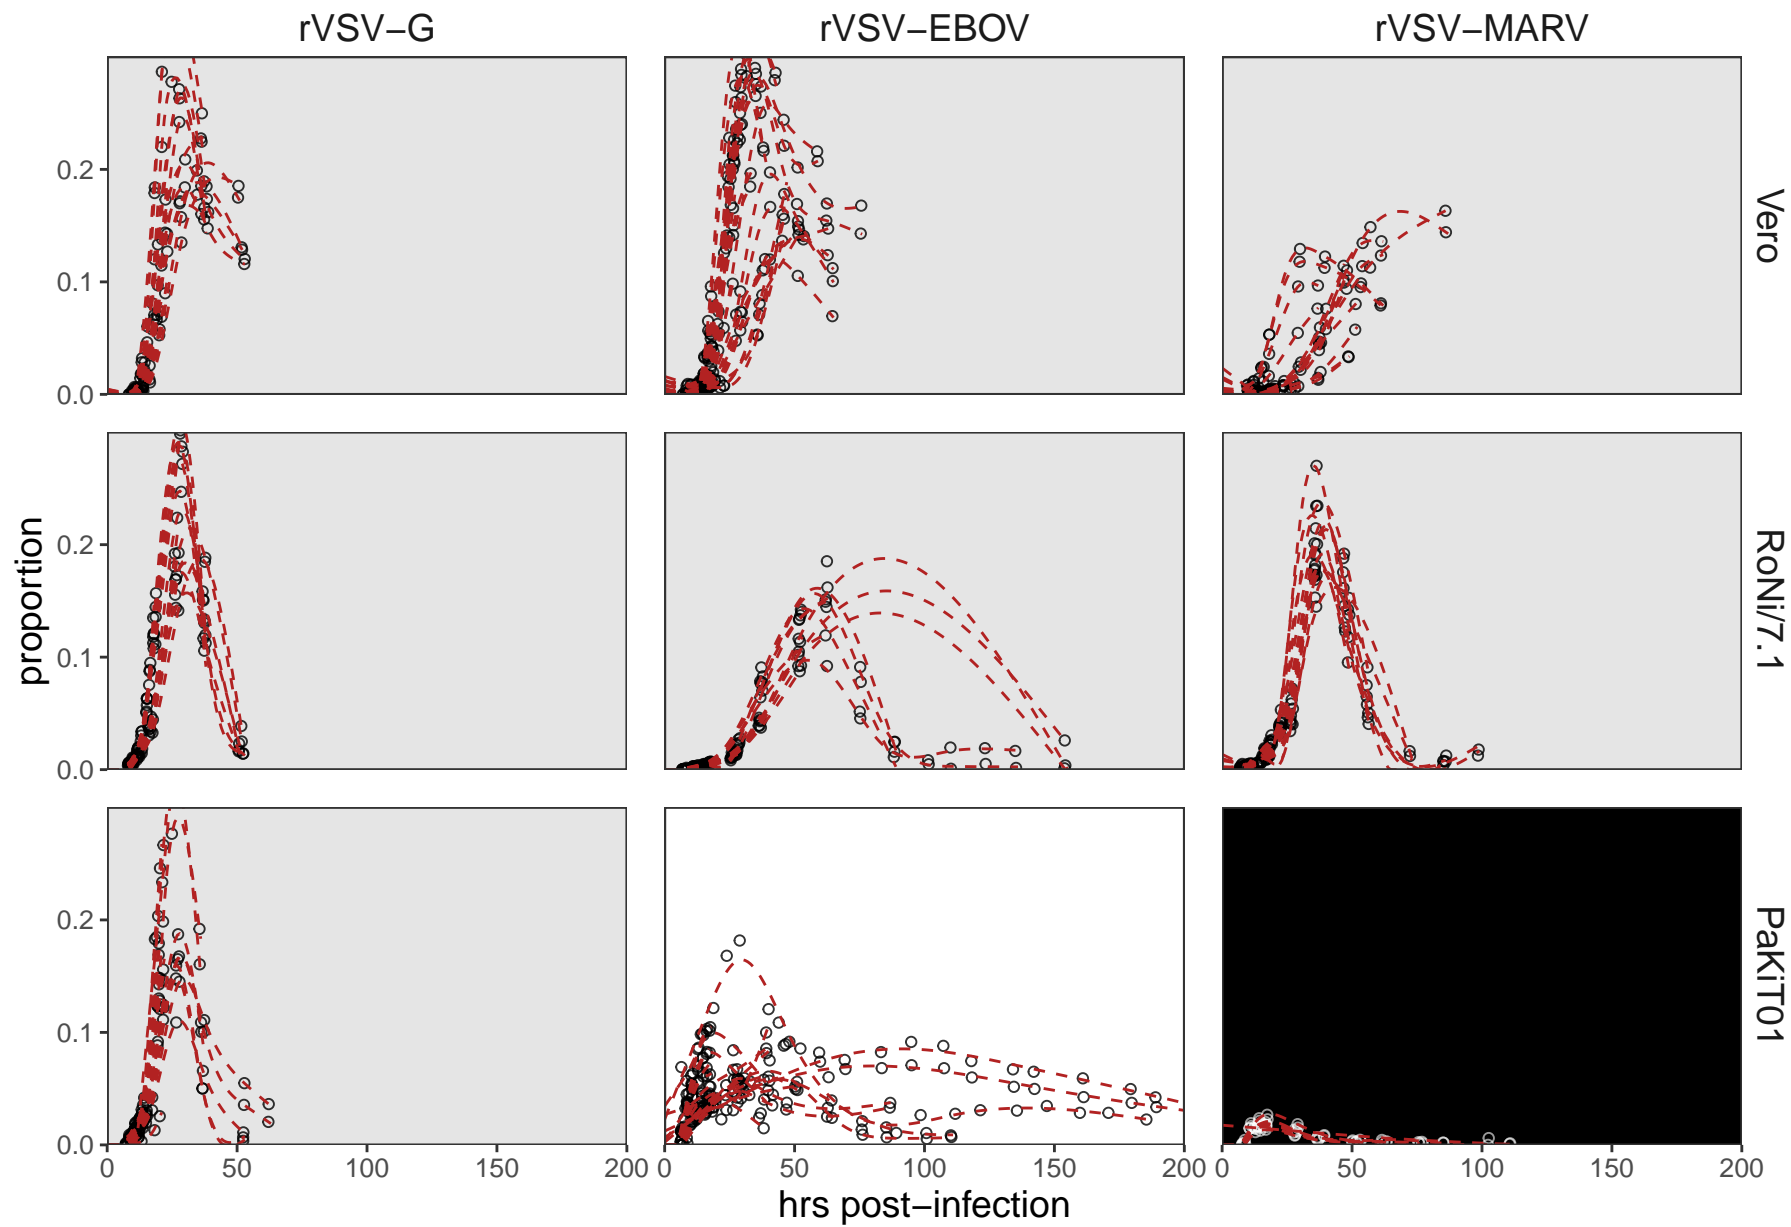 rVSV−G rVSV−EBOV rVSV−MARV
0.2
0.1
0.0
Vero
proportion
0.2
0.1
0.0
RoNi/7.1
0.2
0.1
0.0
PaKiT01
0 50 100 150 200 0 50 100 150 200 0 50 100 150 200
hrs post−infection